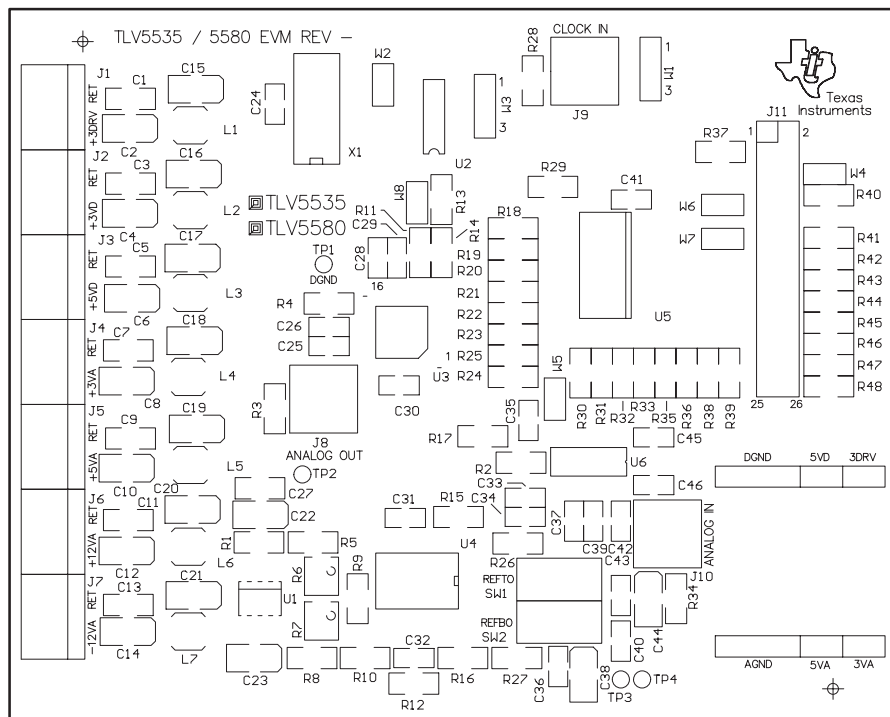 TLV5535 / 5580 EVM REV -
CLOCK IN
R28
W2
1
W1
3
1
W3
3
J9
Texas
Instruments
J11
1
2
J1
C1
C15
RET
+3DRV
C2
L1
C24
X1
U2
R37
W4
R40
J2
C3
C16
RET
+3VD
C4
L2
TLV5535
TLV5580
W8
R13
R29
C41
W6
W7
R11
C29
R14
R18
J3
C5
C17
RET
+5VD
C6
L3
TP1
DGND
C28
16
R19
R20
R21
R22
R23
R25
R24
U5
R41
R42
R43
R44
R45
R46
R47
R48
R4
C26
C25
J4
C7
C18
RET
+3VA
C8
L4
1
U3
C30
W5
R30
R31
R32
R33
R35
R36
R38
R39
25
26
R3
J8
ANALOG OUT
TP2
J5
C9
C19
RET
+5VA
C10
L5
C35
R17
R2
U6
C45
C46
DGND
5VD
3DRV
C20
C27
C22
C33
C34
C31
R15
J6
C11
RET
+12VA
C12
L6
R1
R5
U4
R26
C37
C39
C42
C43
ANALOG IN
J10
R6
R7
R9
U1
REFTO
SW1
REFBO
SW2
R34
J7
C13
C21
RET
-12VA
C14
L7
C23
R8
R10
C32
R12
R16
R27
C36
C38
C40
C44
TP3
TP4
AGND
5VA
3VA